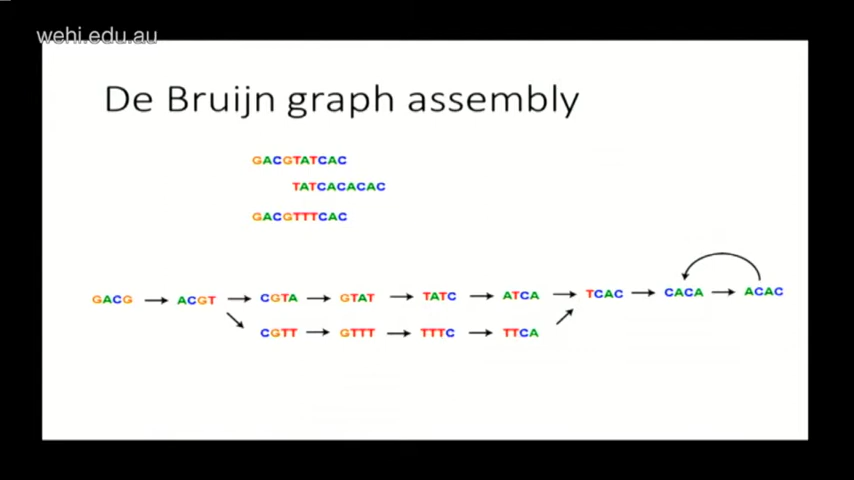 wehi.edu.au
De Bruijn graph assembly
GACGTATCAC
TATCACACAC
GACGTTTCAC
GACG ACGT CGTA GTAT TATC ATCA TCAC CACA ACAC
CGTT GTTT TTTC TTCA